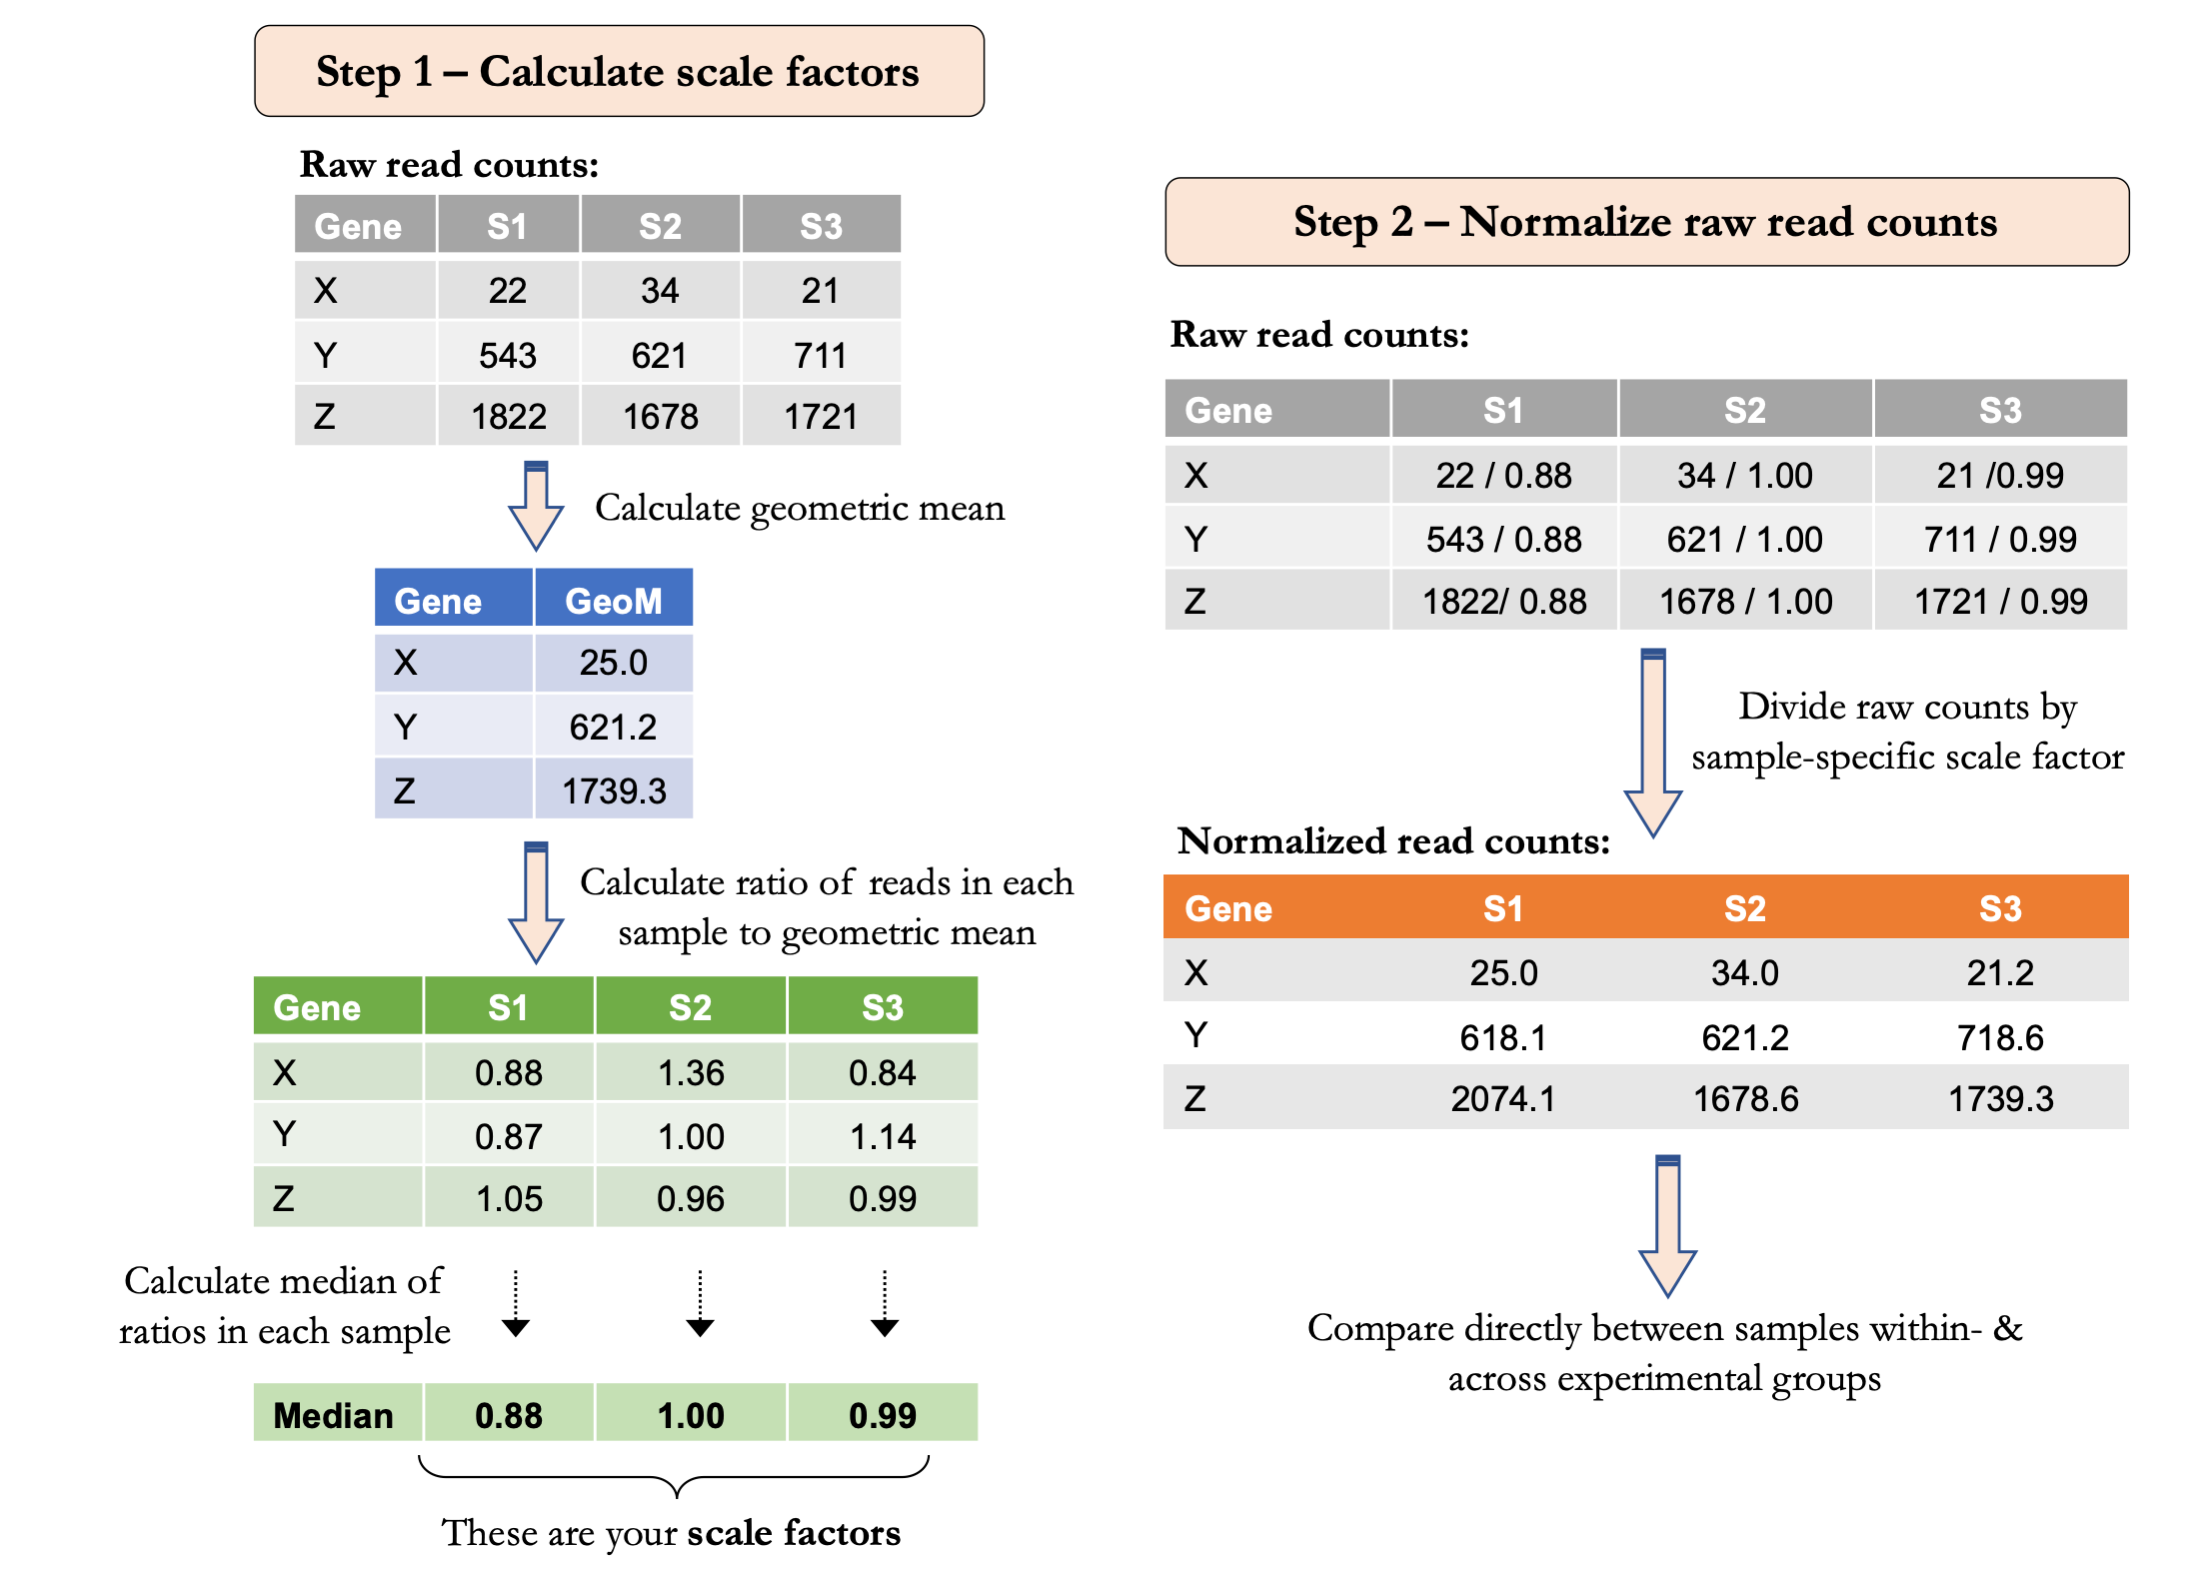 Step 1 – Calculate scale factors
Raw read counts:
Gene S1 S2 S3
X 22 34 21
Y 543 621 711
Z 1822 1678 1721
Calculate geometric mean
Gene GeoM
X 25.0
Y 621.2
Z 1739.3
Calculate ratio of reads in each
sample to geometric mean
Gene S1 S2 S3
X 0.88 1.36 0.84
Y 0.87 1.00 1.14
Z 1.05 0.96 0.99
Calculate median of
ratios in each sample
Median 0.88 1.00 0.99
These are your scale factors
Step 2 – Normalize raw read counts
Raw read counts:
Gene S1 S2 S3
X 22 / 0.88 34 / 1.00 21 /0.99
Y 543 / 0.88 621 / 1.00 711 / 0.99
Z 1822/ 0.88 1678 / 1.00 1721 / 0.99
Divide raw counts by
sample-specific scale factor
Normalized read counts:
Gene S1 S2 S3
X 25.0 34.0 21.2
Y 618.1 621.2 718.6
Z 2074.1 1678.6 1739.3
Compare directly between samples within- &
across experimental groups